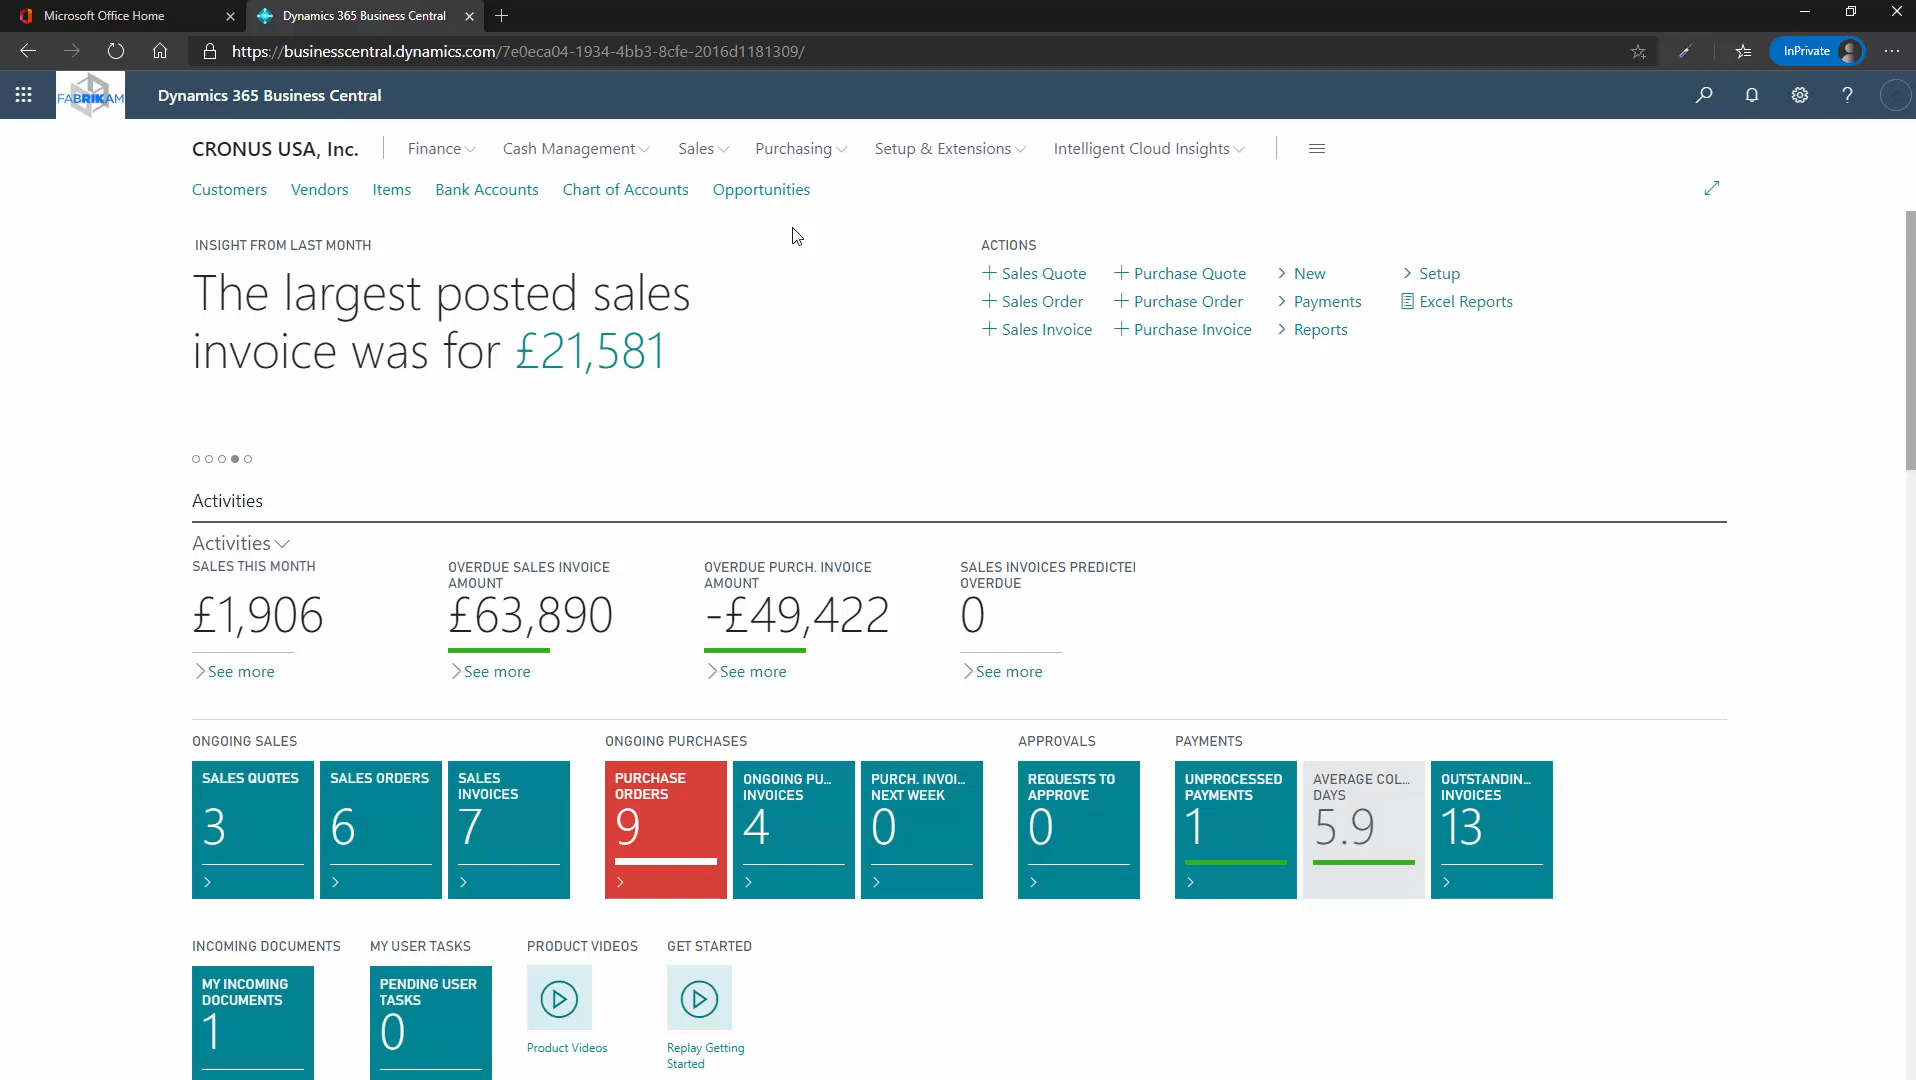 Microsoft Office Home
Dynamics 365 Business Central
https://businesscentral.dynamics.com/7e0eca04-1934-4bb3-8cfe-2016d1181309/
InPrivate
FABRIKAM
Dynamics 365 Business Central
CRONUS USA, Inc.
Finance
Cash Management
Sales
Purchasing
Setup & Extensions
Intelligent Cloud Insights
Customers
Vendors
Items
Bank Accounts
Chart of Accounts
Opportunities
INSIGHT FROM LAST MONTH
The largest posted sales
invoice was for £21,581
ACTIONS
Sales Quote
Purchase Quote
New
Setup
Sales Order
Purchase Order
Payments
Excel Reports
Sales Invoice
Purchase Invoice
Reports
Activities
Activities
SALES THIS MONTH
£1,906
See more
OVERDUE SALES INVOICE
AMOUNT
£63,890
See more
OVERDUE PURCH. INVOICE
AMOUNT
-£49,422
See more
SALES INVOICES PREDICTE
OVERDUE
0
See more
ONGOING SALES
SALES QUOTES
3
SALES ORDERS
6
SALES
INVOICES
7
ONGOING PURCHASES
PURCHASE
ORDERS
9
ONGOING PU...
INVOICES
4
PURCH. INVOI...
NEXT WEEK
0
APPROVALS
REQUESTS TO
APPROVE
0
PAYMENTS
UNPROCESSED
PAYMENTS
1
AVERAGE COL...
DAYS
5.9
OUTSTANDIN...
INVOICES
13
INCOMING DOCUMENTS
MY INCOMING
DOCUMENTS
1
MY USER TASKS
PENDING USER
TASKS
0
PRODUCT VIDEOS
Product Videos
GET STARTED
Replay Getting
Started